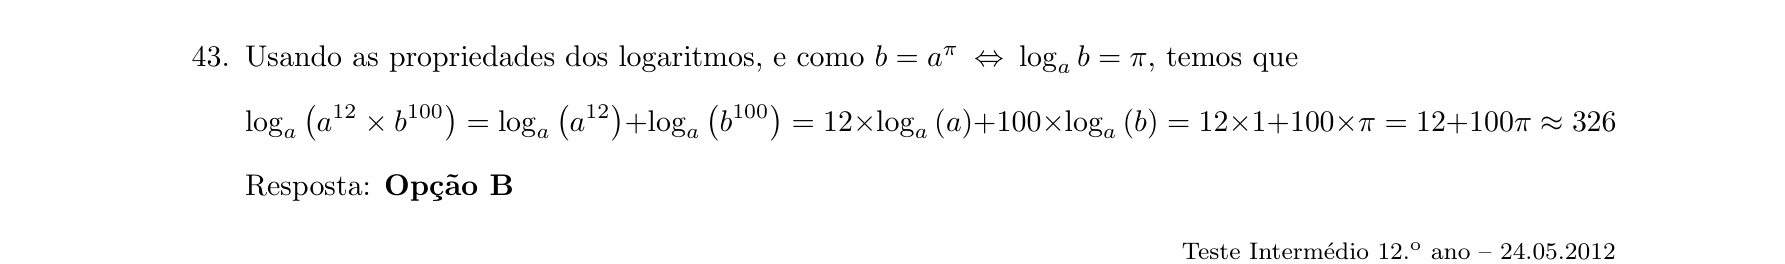 43. Usando as propriedades dos logaritmos, e como b = a^π ⇔ log_a b = π, temos que
log_a (a^12 × b^100) = log_a (a^12)+log_a (b^100) = 12×log_a (a)+100×log_a (b) = 12×1+100×π = 12+100π ≈ 326
Resposta: Opção B
Teste Intermédio 12.º ano – 24.05.2012